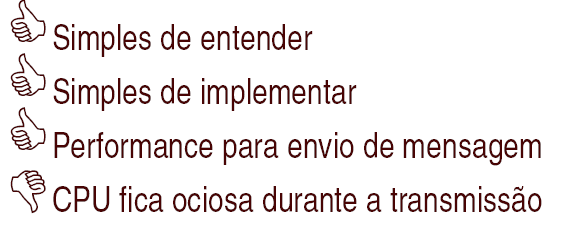 Simples de entender
Simples de implementar
Performance para envio de mensagem
CPU fica ociosa durante a transmissão